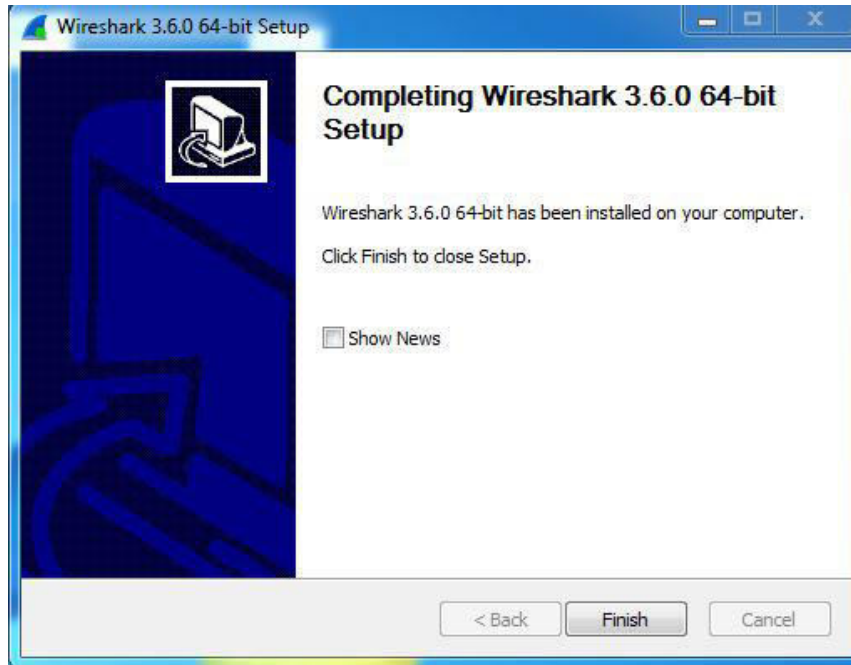 Wireshark 3.6.0 64-bit Setup
Completing Wireshark 3.6.0 64-bit
Setup
Wireshark 3.6.0 64-bit has been installed on your computer.
Click Finish to close Setup.
Show News
< Back Finish Cancel